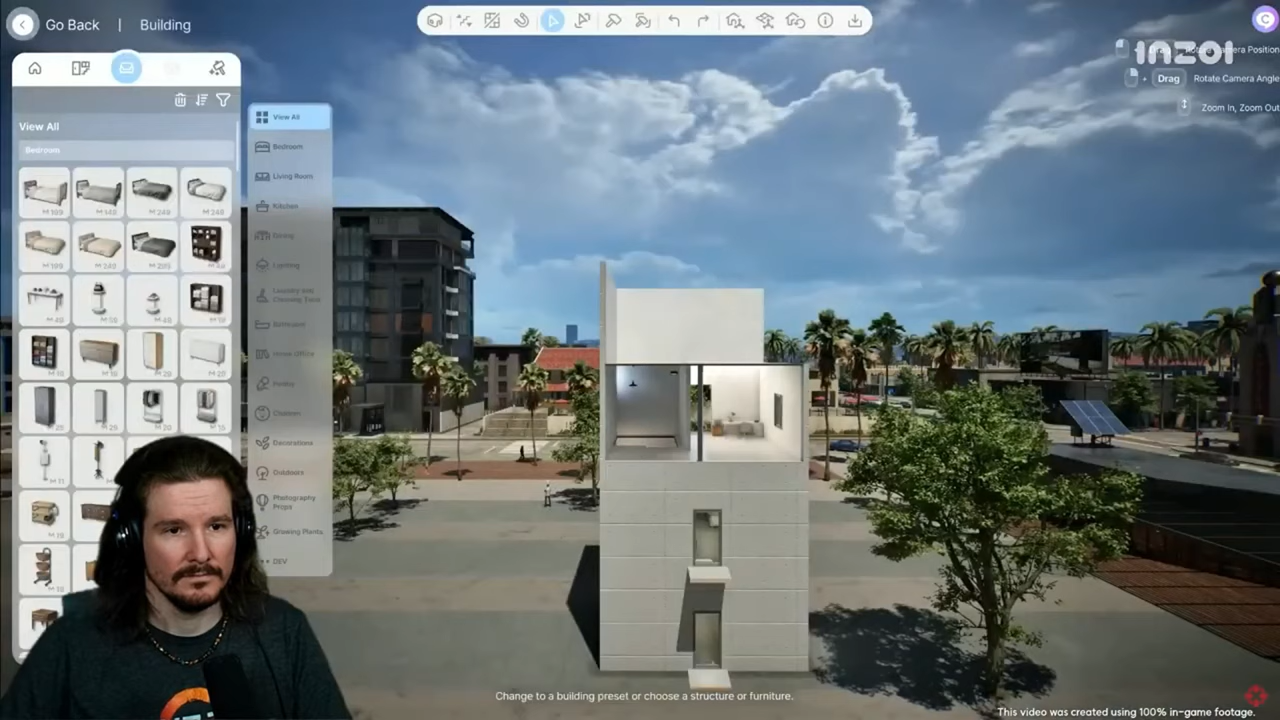 Go Back | Building
inZOI
Camera Position
Drag Rotate Camera Angle
Zoom In, Zoom Out
View All
Bedroom
View All
Bedroom
Living Room
Kitchen
Dining
Lighting
Laundry and
Cleaning Tools
Bathroom
Home Office
Hobby
Children
Decorations
Outdoors
Photography
Props
Growing Plants
DEV
Change to a building preset or choose a structure or furniture.
This video was created using 100% in-game footage.